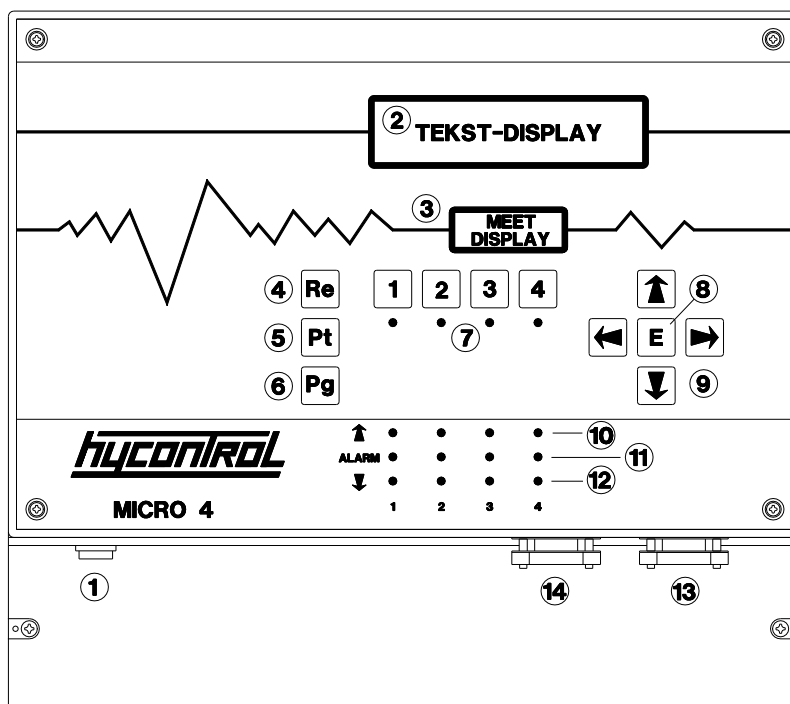 2 TEKST-DISPLAY
3 MEET
DISPLAY
4 Re 1 2 3 4 8
5 Pt 7 E
6 Pg 9
hycontrol
ALARM
10
11
12
1 2 3 4
MICRO 4
1 14 13